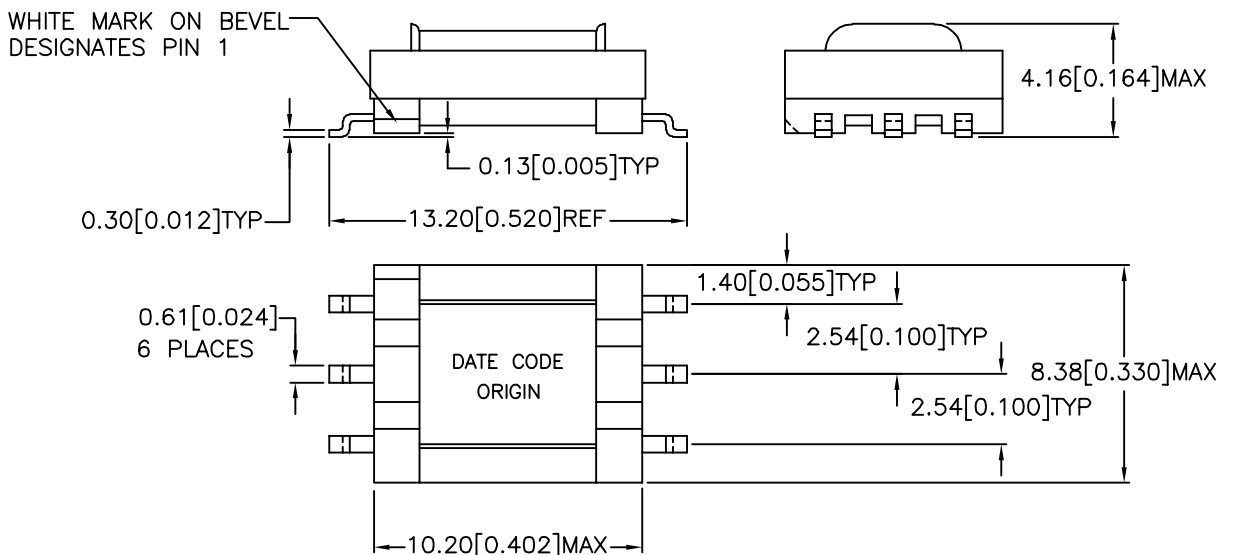 WHITE MARK ON BEVEL
DESIGNATES PIN 1
4.16[0.164]MAX
0.13[0.005]TYP
0.30[0.012]TYP
13.20[0.520]REF
1.40[0.055]TYP
0.61[0.024]
6 PLACES
2.54[0.100]TYP
DATE CODE
ORIGIN
8.38[0.330]MAX
2.54[0.100]TYP
10.20[0.402]MAX